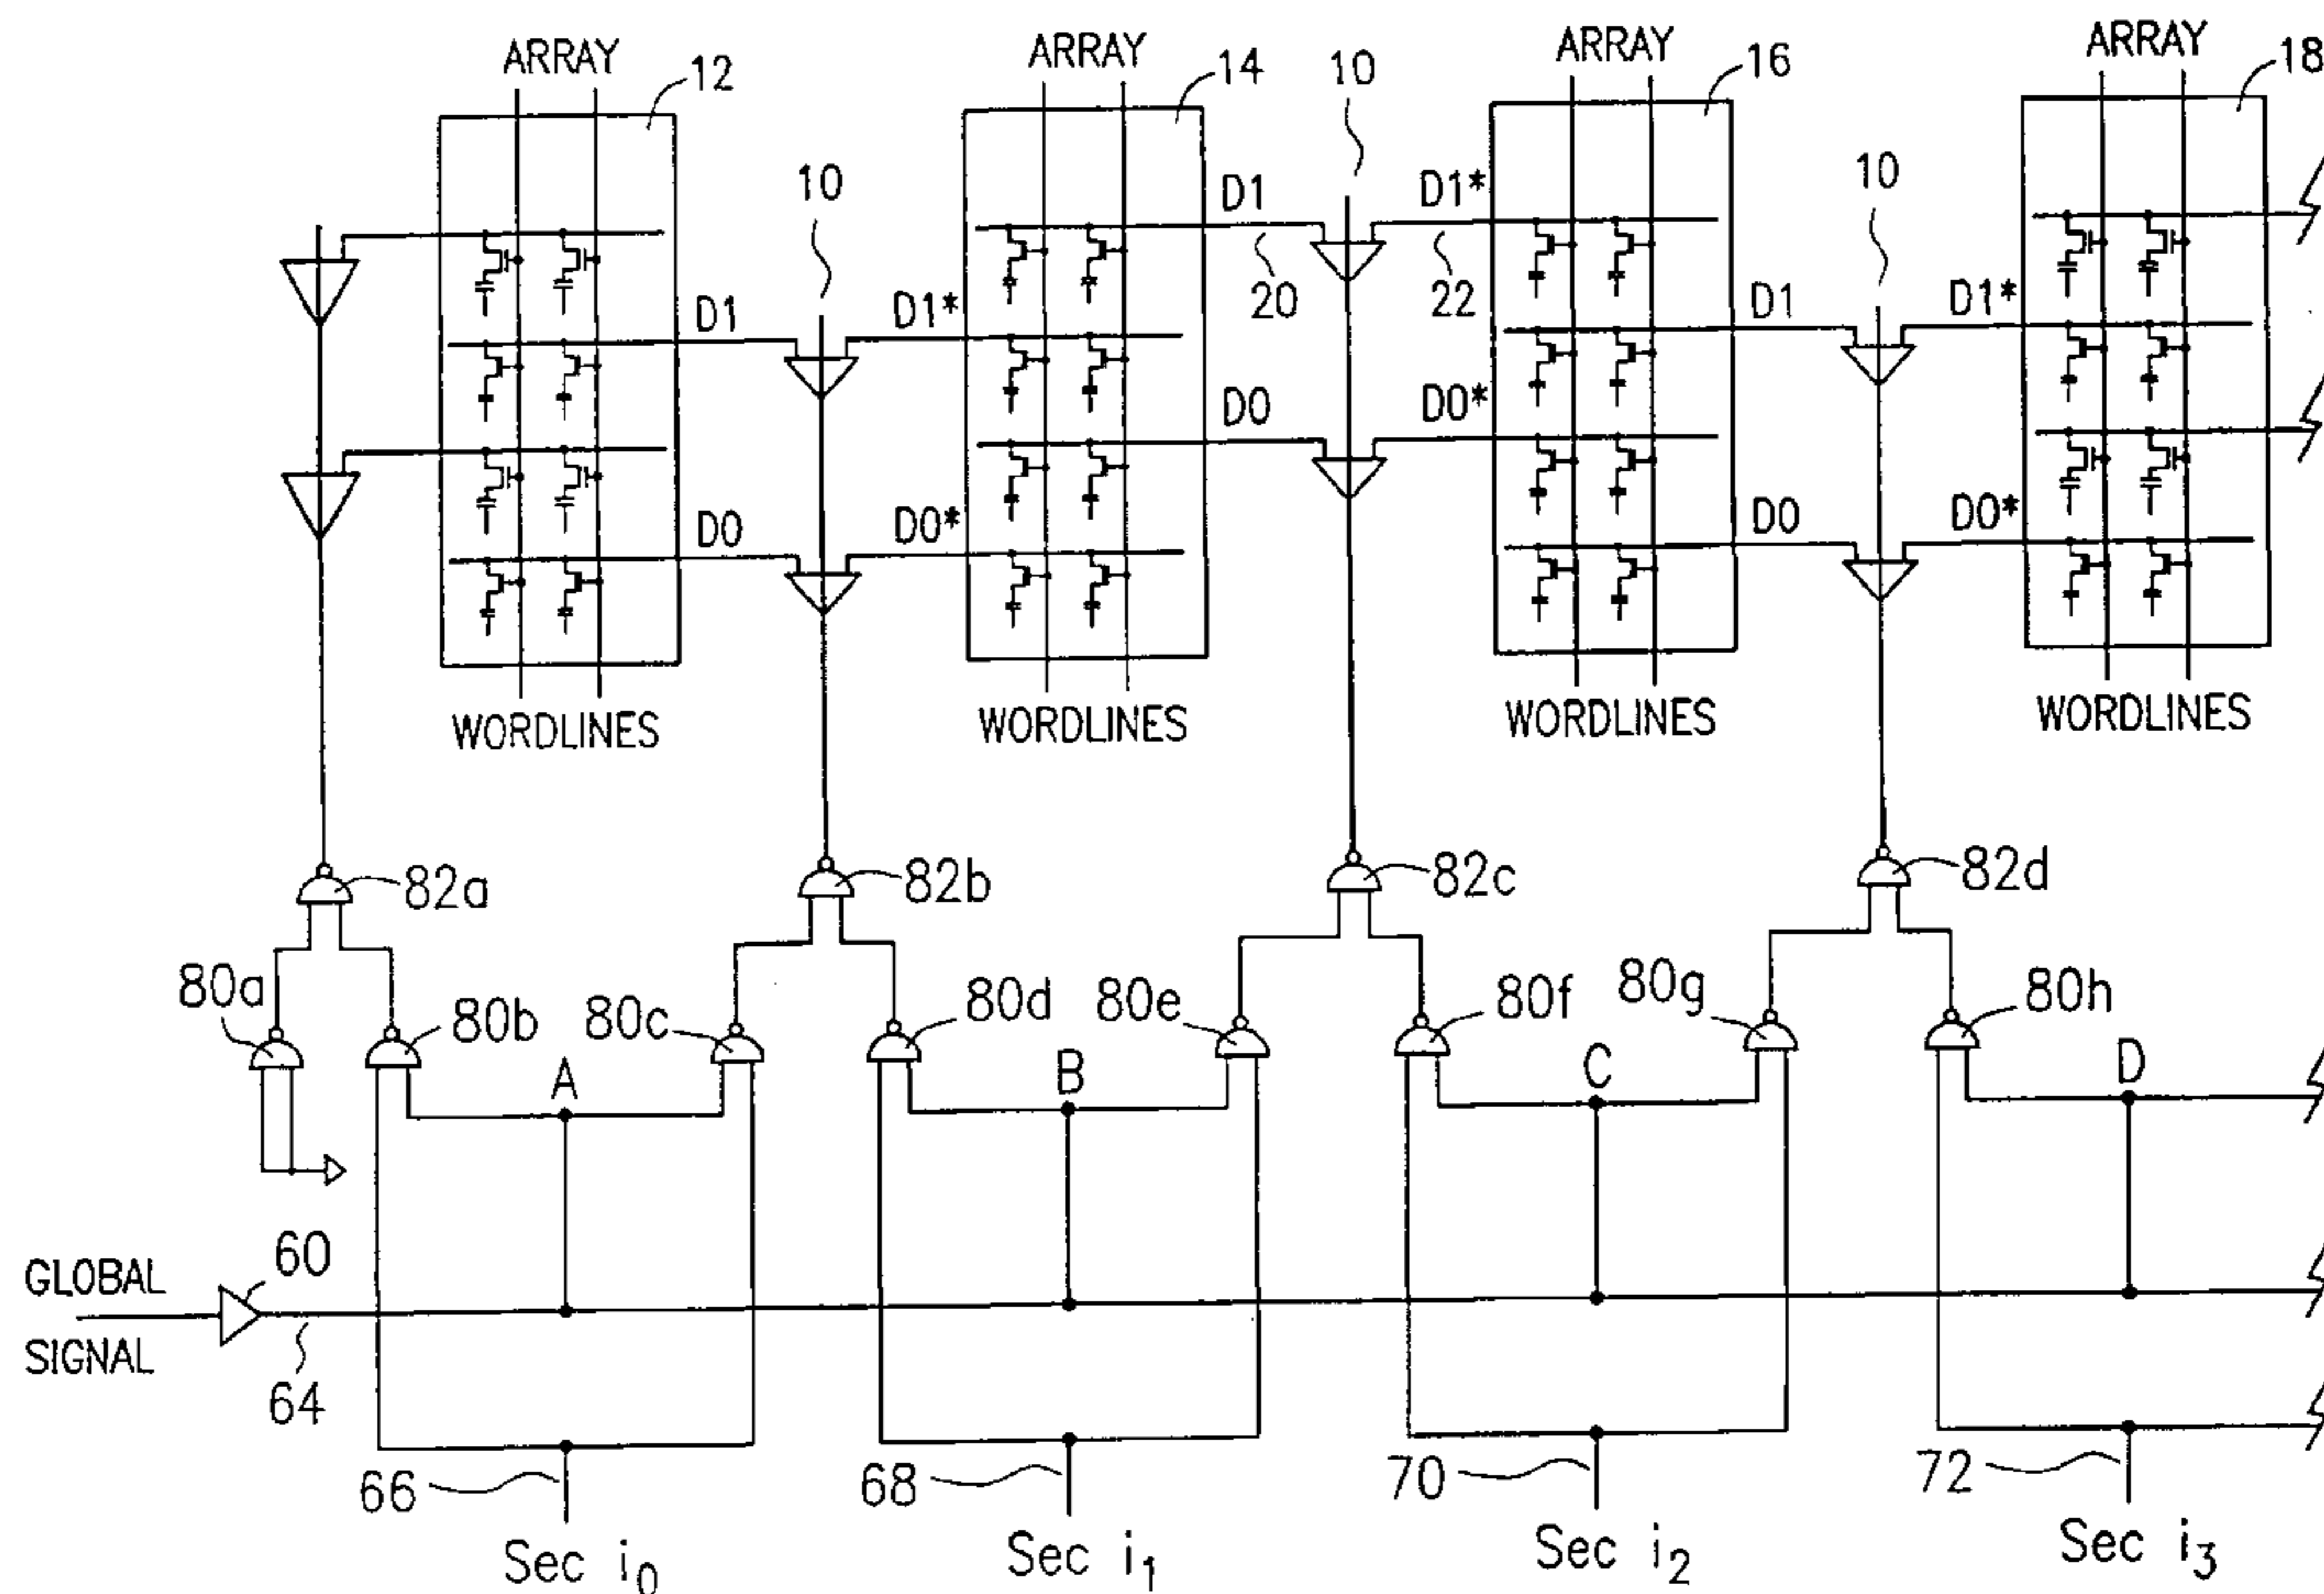 ARRAY ARRAY ARRAY ARRAY
12 14 10 16 18
10 D1 D1* 10
D1 D1* 20 22 D1 D1*
D0 D0*
D0 D0* D0 D0*
WORDLINES WORDLINES WORDLINES WORDLINES
82a 82b 82c 82d
80a 80b 80c 80d 80e 80f 80g 80h
A B C D
GLOBAL 60
SIGNAL
64
66 68 70 72
Sec i0 Sec i1 Sec i2 Sec i3